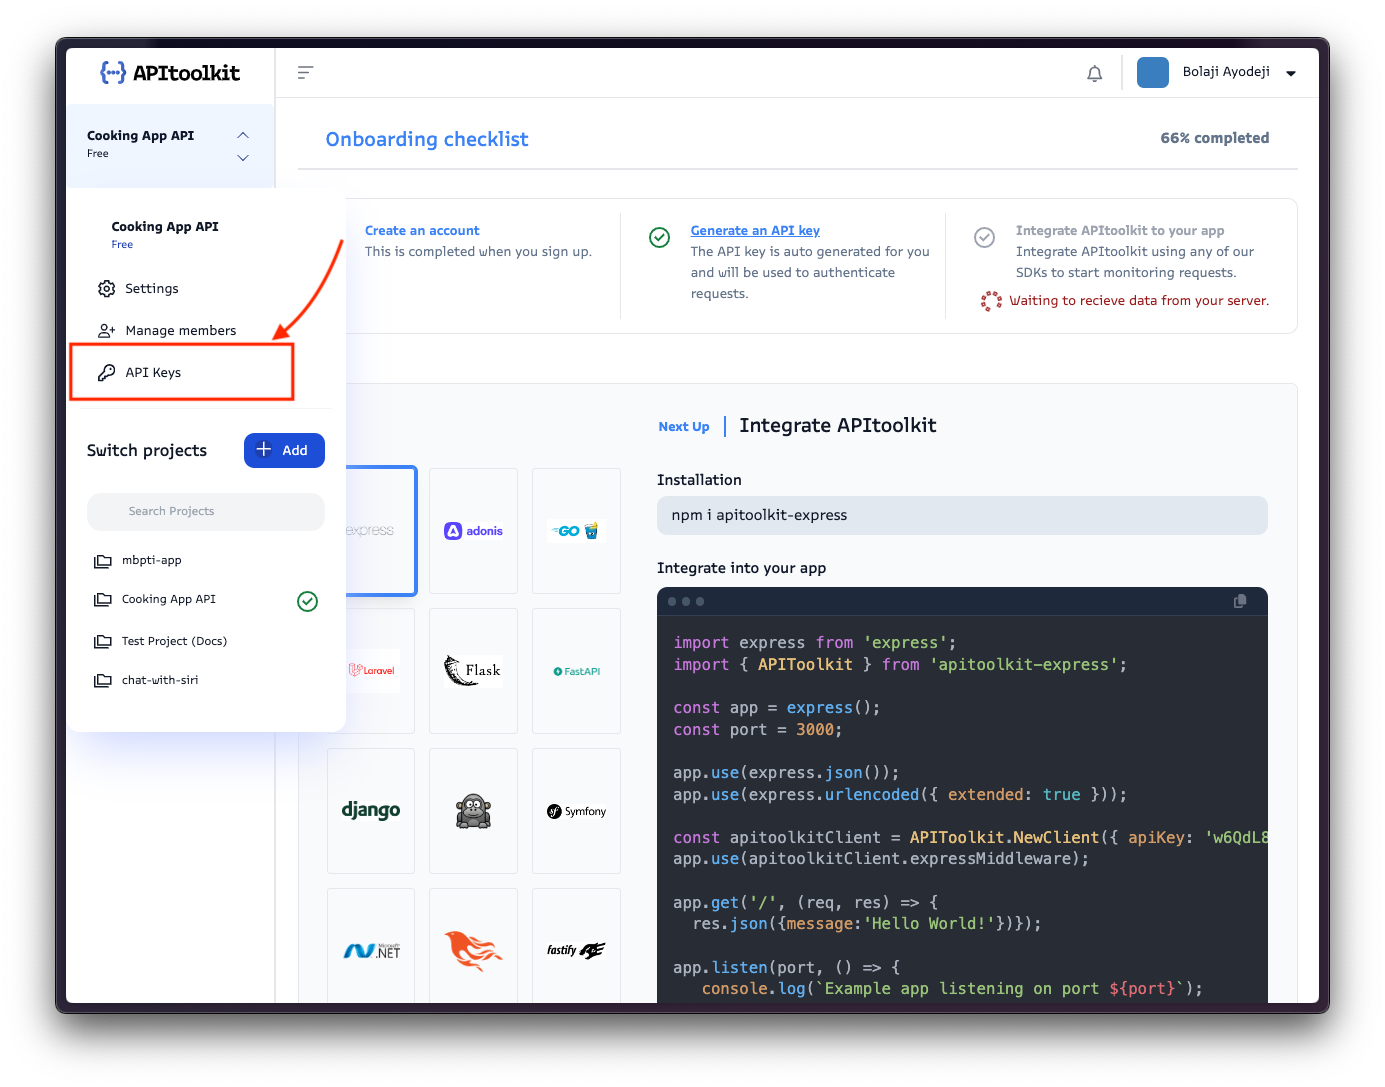 APItoolkit
Bolaji Ayodeji
Cooking App API
Free
Onboarding checklist
66% completed
Cooking App API
Free
Settings
Manage members
API Keys
Switch projects
Add
Search Projects
mbpti-app
Cooking App API
Test Project (Docs)
chat-with-siri
Create an account
This is completed when you sign up.
Generate an API key
The API key is auto generated for you
and will be used to authenticate
requests.
Integrate APItoolkit to your app
Integrate APItoolkit using any of our
SDKs to start monitoring requests.
Waiting to recieve data from your server.
express
adonis
GO
Laravel
Flask
FastAPI
django
Symfony
Microsoft
.NET
fastify
Next Up
Integrate APItoolkit
Installation
npm i apitoolkit-express
Integrate into your app
import express from 'express';
import { APIToolkit } from 'apitoolkit-express';
const app = express();
const port = 3000;
app.use(express.json());
app.use(express.urlencoded({ extended: true }));
const apitoolkitClient = APIToolkit.NewClient({ apiKey: 'w6QdL8
app.use(apitoolkitClient.expressMiddleware);
app.get('/', (req, res) => {
res.json({message:'Hello World!'})});
app.listen(port, () => {
console.log(`Example app listening on port ${port}`);